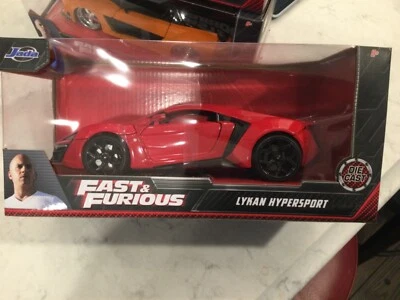 Jada
DIE
CAST
FAST & FURIOUS
LYKAN HYPERSPORT